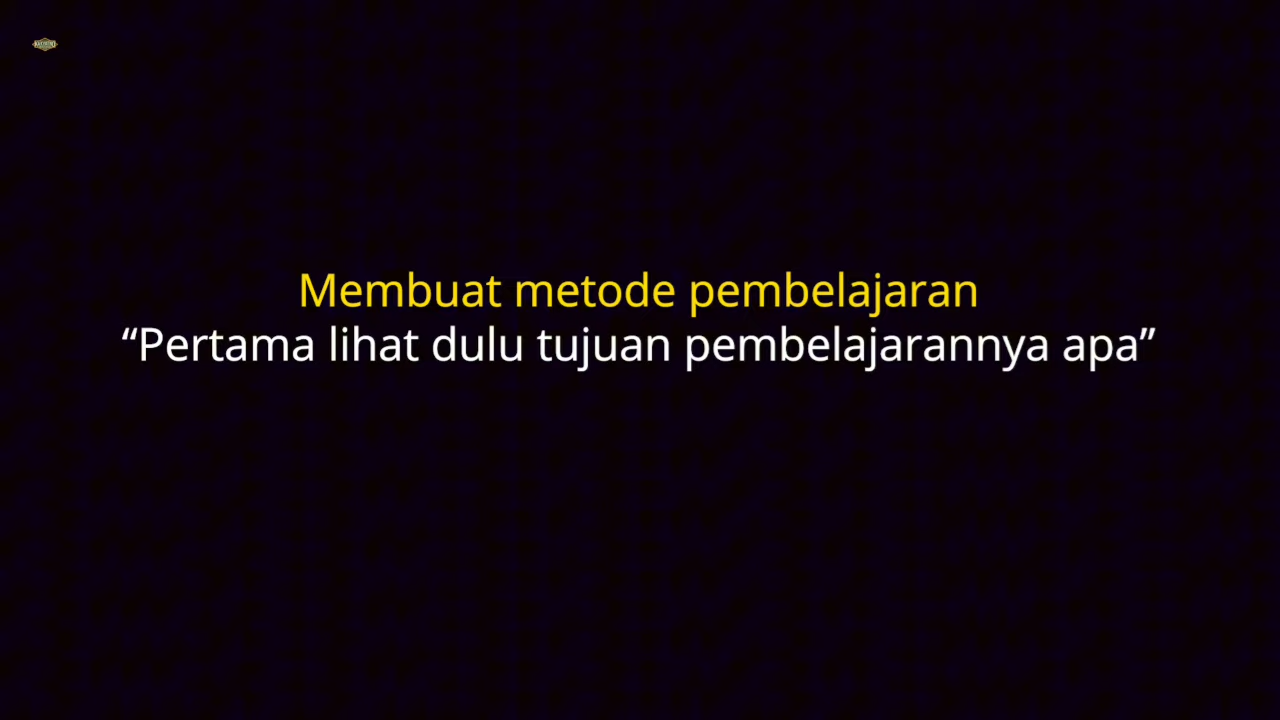 Membuat metode pembelajaran
“Pertama lihat dulu tujuan pembelajarannya apa”